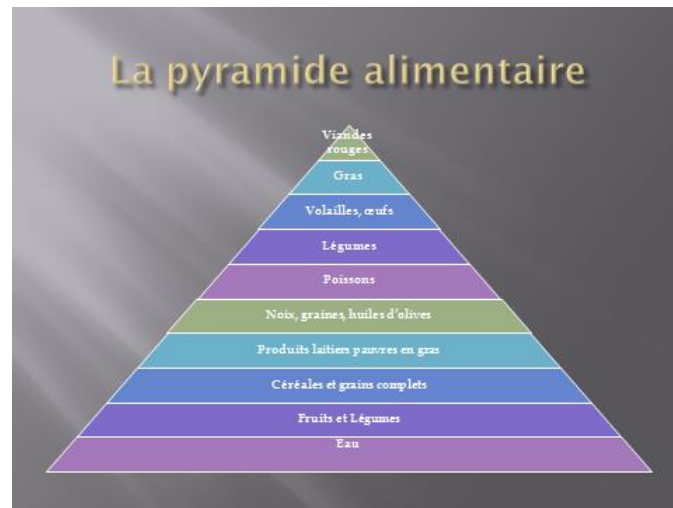 La pyramide alimentaire
Viandes
rouges
Gras
Volailles, œufs
Légumes
Poissons
Noix, graines, huiles d'olives
Produits laitiers pauvres en gras
Céréales et grains complets
Fruits et Légumes
Eau